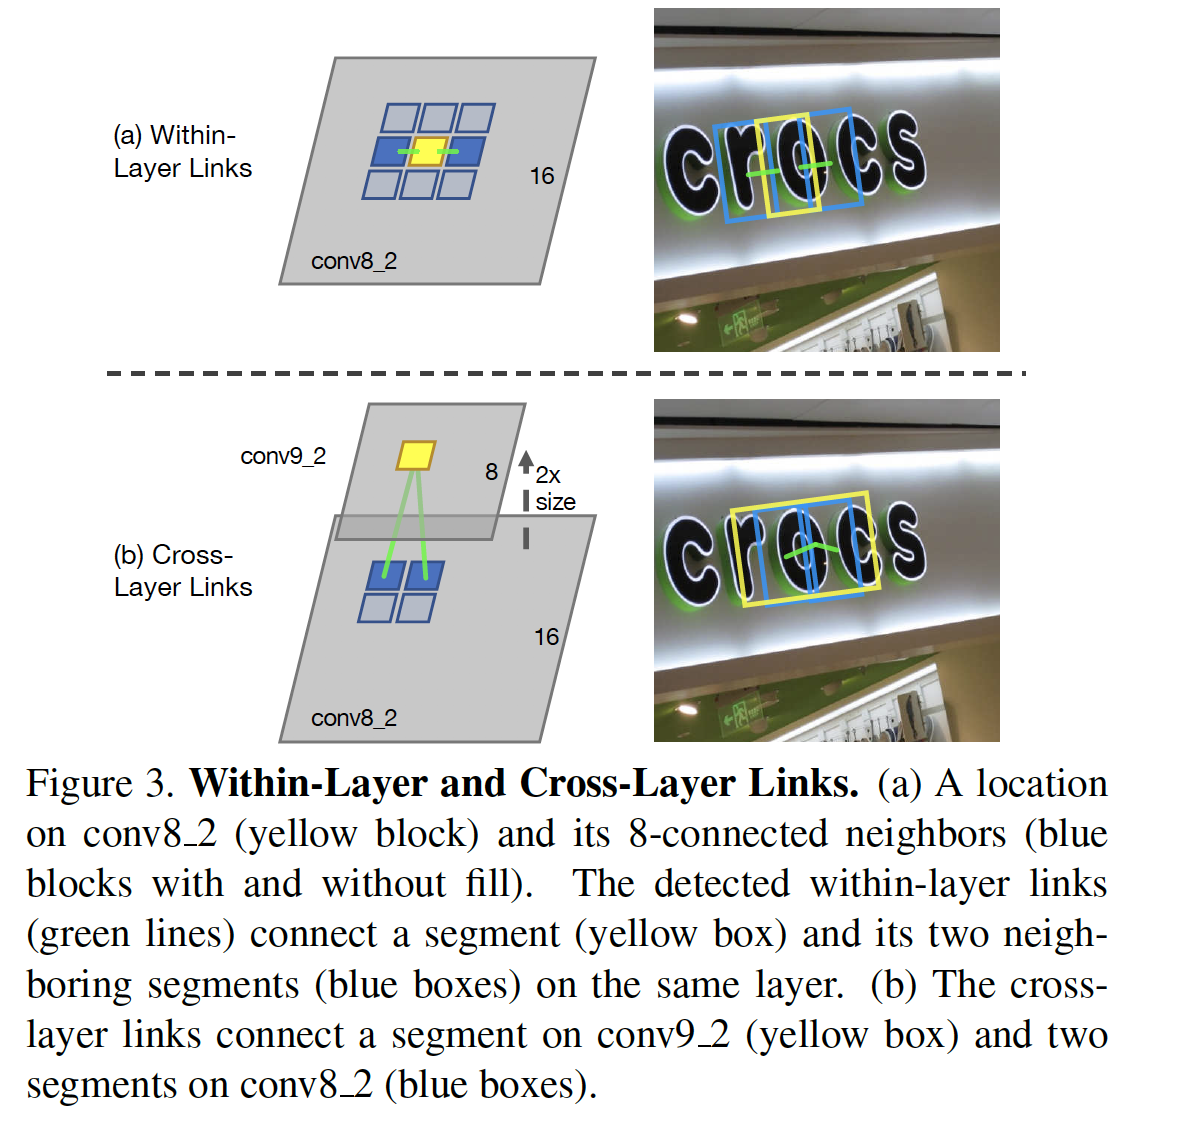 (a) Within-
Layer Links
16
conv8_2
crocs
conv9_2
8
2x
size
(b) Cross-
Layer Links
16
conv8_2
crocs
Figure 3. Within-Layer and Cross-Layer Links. (a) A location
on conv8_2 (yellow block) and its 8-connected neighbors (blue
blocks with and without fill). The detected within-layer links
(green lines) connect a segment (yellow box) and its two neigh-
boring segments (blue boxes) on the same layer. (b) The cross-
layer links connect a segment on conv9_2 (yellow box) and two
segments on conv8_2 (blue boxes).